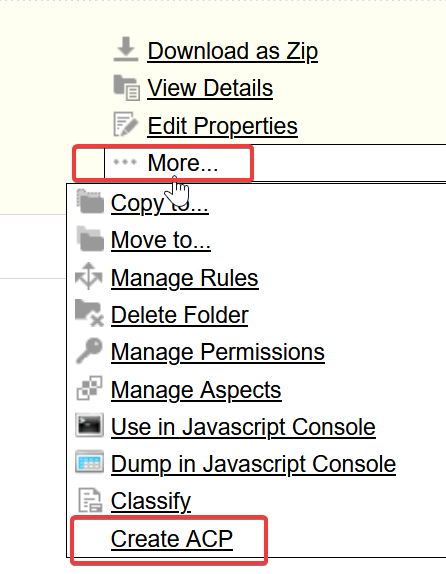 Download as Zip
View Details
Edit Properties
More...
Copy to...
Move to...
Manage Rules
Delete Folder
Manage Permissions
Manage Aspects
Use in Javascript Console
Dump in Javascript Console
Classify
Create ACP